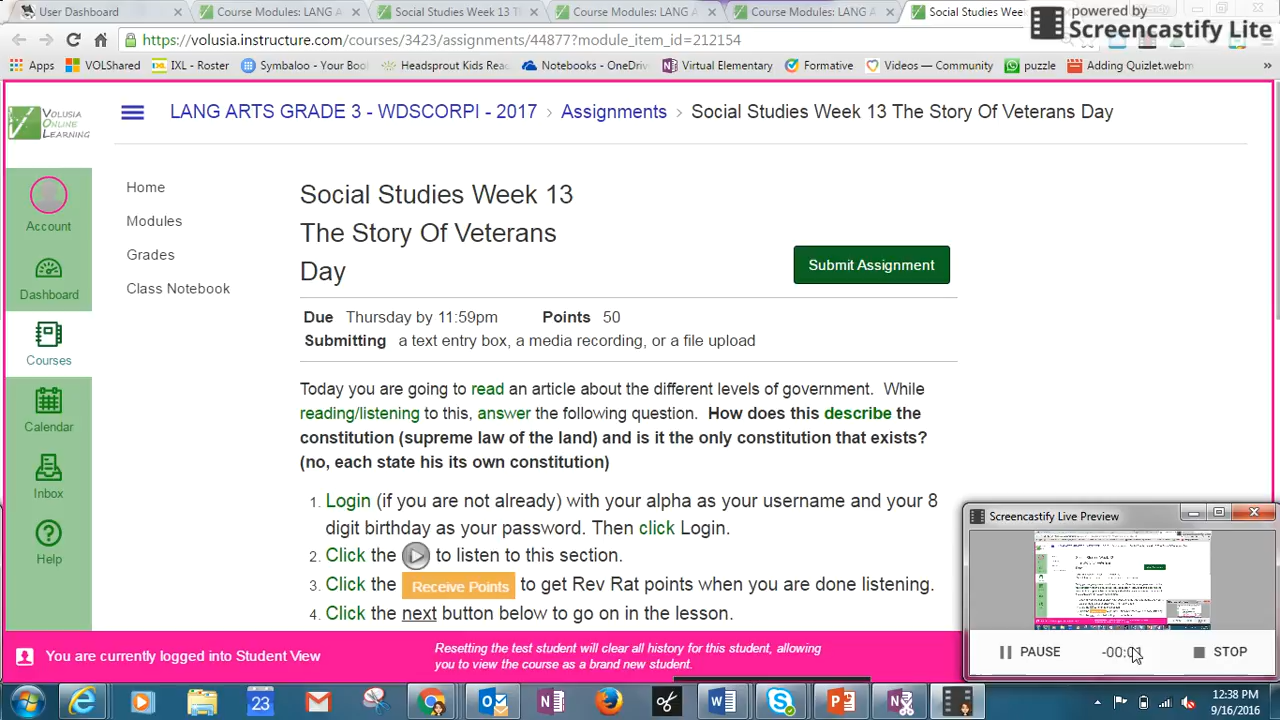 User Dashboard
Course Modules: LANG A
Social Studies Week 13 T
Course Modules: LANG A
Course Modules: LANG A
Social Studies Wee
powered by
Screencastify Lite
https://volusia.instructure.com
ment/4487?module_item_id=212154
Apps
VOLShared
IXL - Roster
Symbaloo - Your Boo
Headsprout Kids Read
Notebooks - OneDriv
Virtual Elementary
Formative
Videos — Community
puzzle
Adding Quizlet.webm
»
VOLUSIA
ONLINE
LEARNING
LANG ARTS GRADE 3 - WDSCORPI - 2017 › Assignments › Social Studies Week 13 The Story Of Veterans Day
Account
Dashboard
Courses
Calendar
Inbox
Help
Home
Modules
Grades
Class Notebook
Social Studies Week 13
The Story Of Veterans
Day
Submit Assignment
Due Thursday by 11:59pm Points 50
Submitting a text entry box, a media recording, or a file upload
Today you are going to read an article about the different levels of government. While
reading/listening to this, answer the following question. How does this describe the
constitution (supreme law of the land) and is it the only constitution that exists?
(no, each state his its own constitution)
1. Login (if you are not already) with your alpha as your username and your 8
digit birthday as your password. Then click Login.
2. Click the to listen to this section.
3. Click the Receive Points to get Rev Rat points when you are done listening.
4. Click the next button below to go on in the lesson.
You are currently logged into Student View
Resetting the test student will clear all history for this student, allowing
you to view the course as a brand new student.
Screencastify Live Preview
PAUSE
-00:01
STOP
23
12:38 PM
9/16/2016